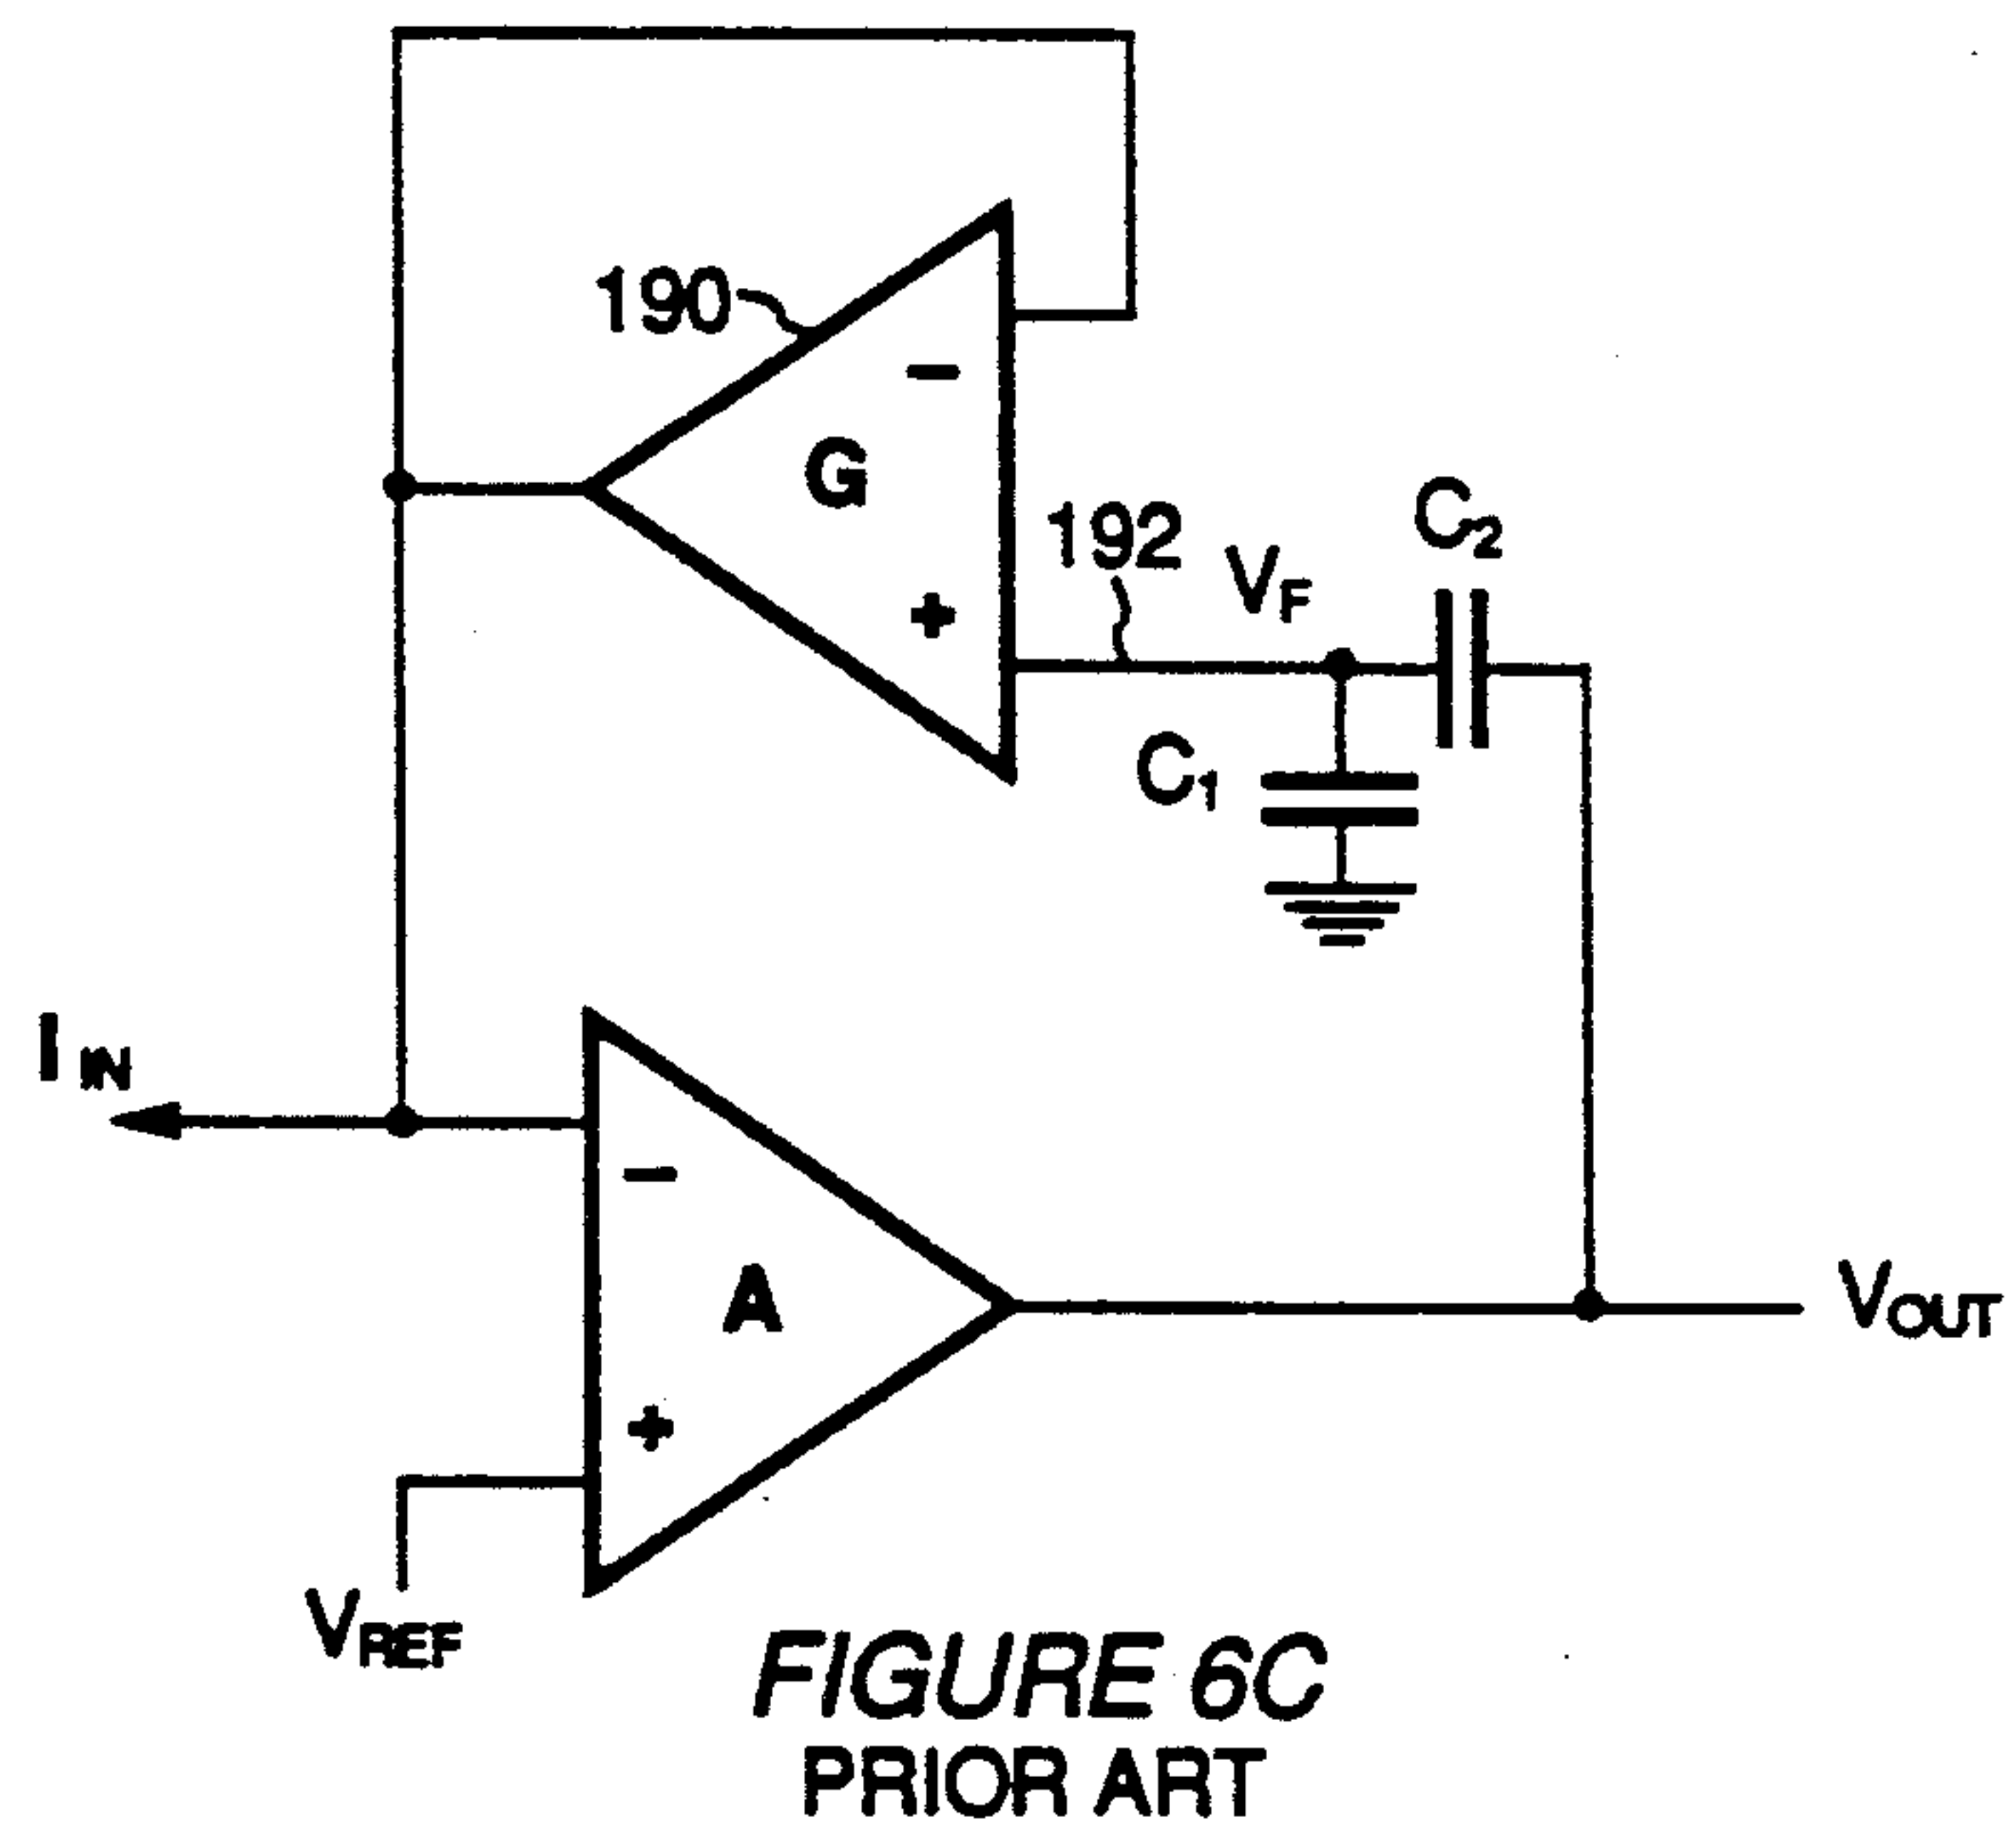 190
−
G
192
V_F
C_2
+
C_1
I_IN
−
A
V_OUT
+
V_REF
FIGURE 6C
PRIOR ART